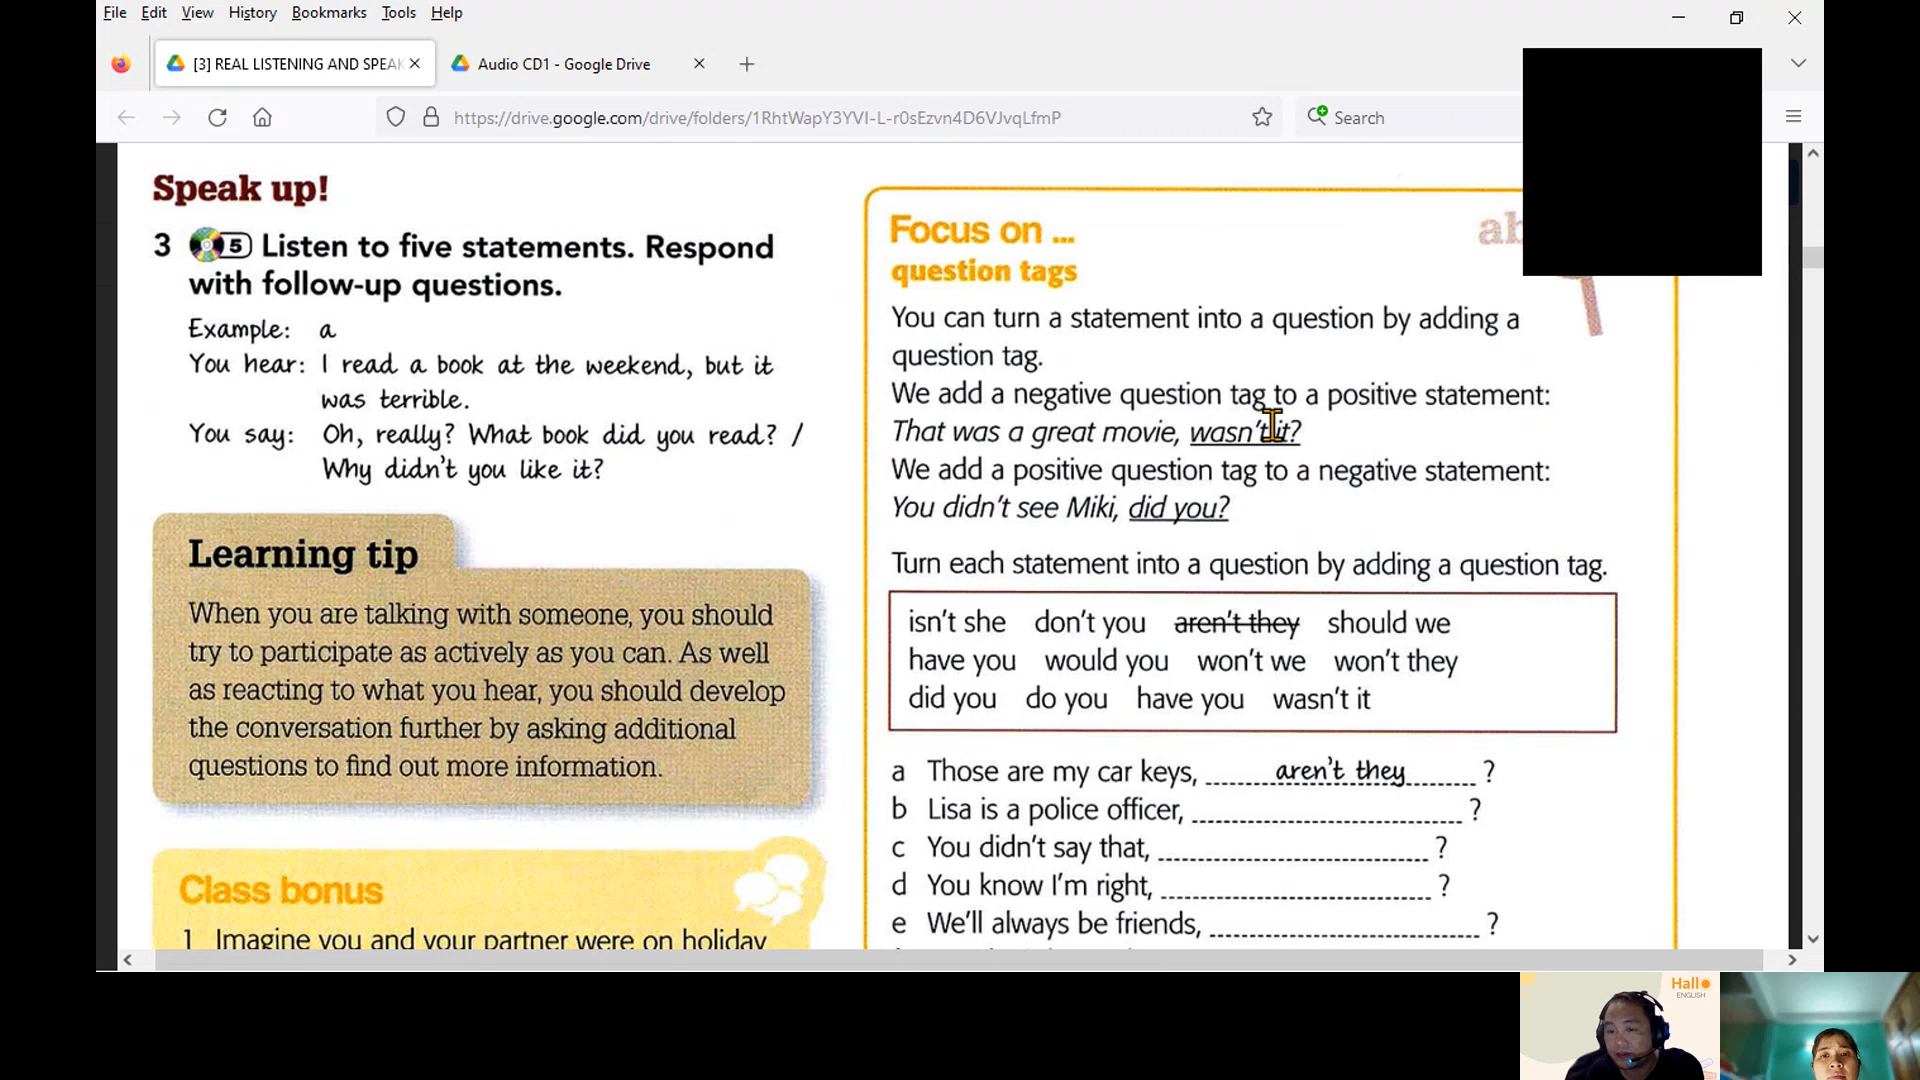 File Edit View History Bookmarks Tools Help
[3] REAL LISTENING AND SPEAK
Audio CD1 - Google Drive
https://drive.google.com/drive/folders/1RhtWapY3YVI-L-r0sEzvn4D6VJvqLfmP
Search
Speak up!
3 5 Listen to five statements. Respond
with follow-up questions.
Example: a
You hear: I read a book at the weekend, but it
was terrible.
You say: Oh, really? What book did you read? /
Why didn't you like it?
Learning tip
When you are talking with someone, you should
try to participate as actively as you can. As well
as reacting to what you hear, you should develop
the conversation further by asking additional
questions to find out more information.
Class bonus
1 Imagine you and your partner were on holiday
Focus on ...
ab
question tags
You can turn a statement into a question by adding a
question tag.
We add a negative question tag to a positive statement:
That was a great movie, wasn't it?
We add a positive question tag to a negative statement:
You didn't see Miki, did you?
Turn each statement into a question by adding a question tag.
isn't she don't you aren't they should we
have you would you won't we won't they
did you do you have you wasn't it
a Those are my car keys, aren't they ?
b Lisa is a police officer, ?
c You didn't say that, ?
d You know I'm right, ?
e We'll always be friends, ?
Hallo
ENGLISH